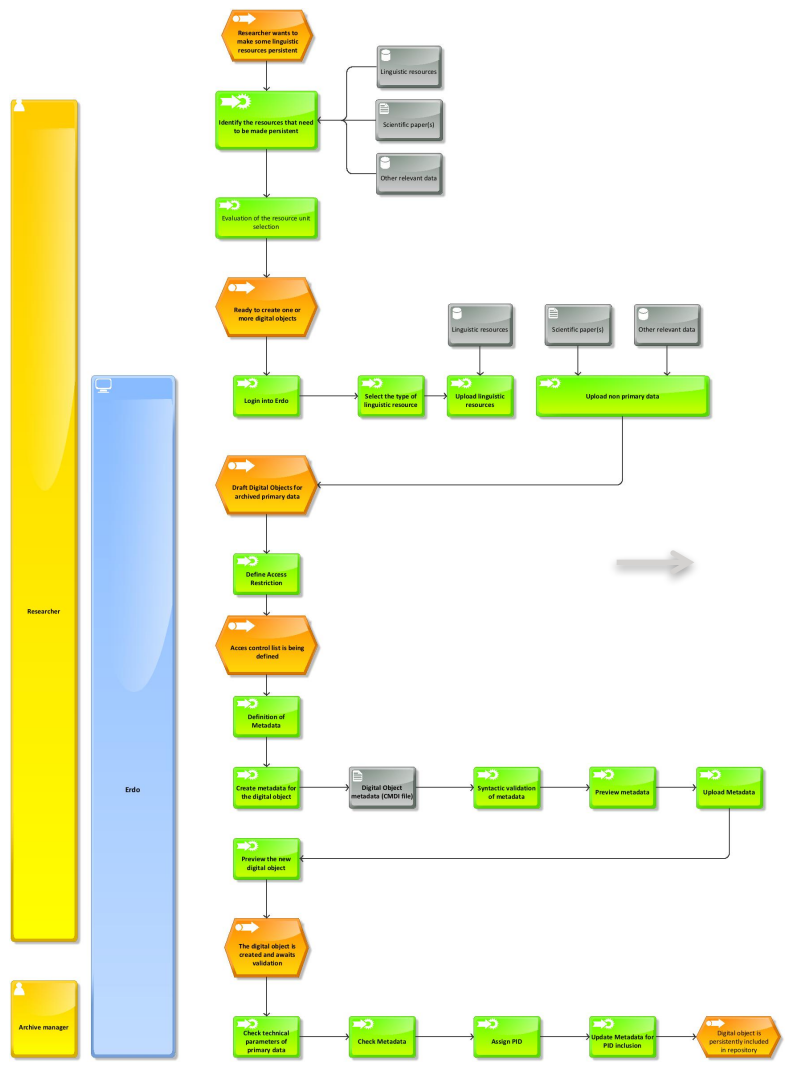 Researcher wants to
make some linguistic
resources persistent
Linguistic resources
Identify the resources that need
to be made persistent
Scientific paper(s)
Other relevant data
Evaluation of the resource unit
selection
Ready to create one or
more digital objects
Linguistic resources
Scientific paper(s)
Other relevant data
Login into Erdo
Select the type of
linguistic resource
Upload linguistic
resources
Upload non primary data
Draft Digital Objects for
archived primary data
Define Access
Restriction
Researcher
Acces control list is being
defined
Definition of
Metadata
Erdo
Create metadata for
the digital object
Digital Object
metadata (CMDI file)
Syntactic validation
of metadata
Preview metadata
Upload Metadata
Preview the new
digital object
The digital object is
created and awaits
validation
Archive manager
Check technical
parameters of
primary data
Check Metadata
Assign PID
Update Metadata for
PID inclusion
Digital object is
persistently included
in repository